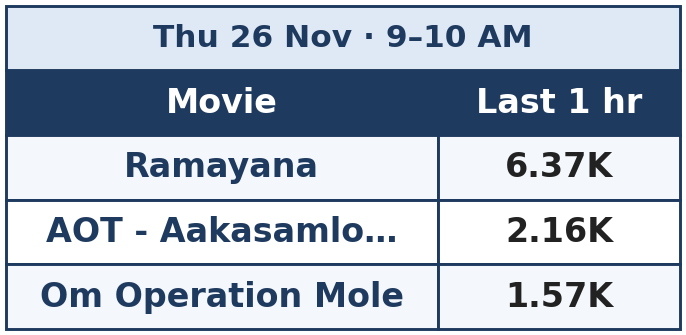 Thu 26 Nov · 9–10 AM
Movie Last 1 hr
Ramayana 6.37K
AOT - Aakasamlo... 2.16K
Om Operation Mole 1.57K